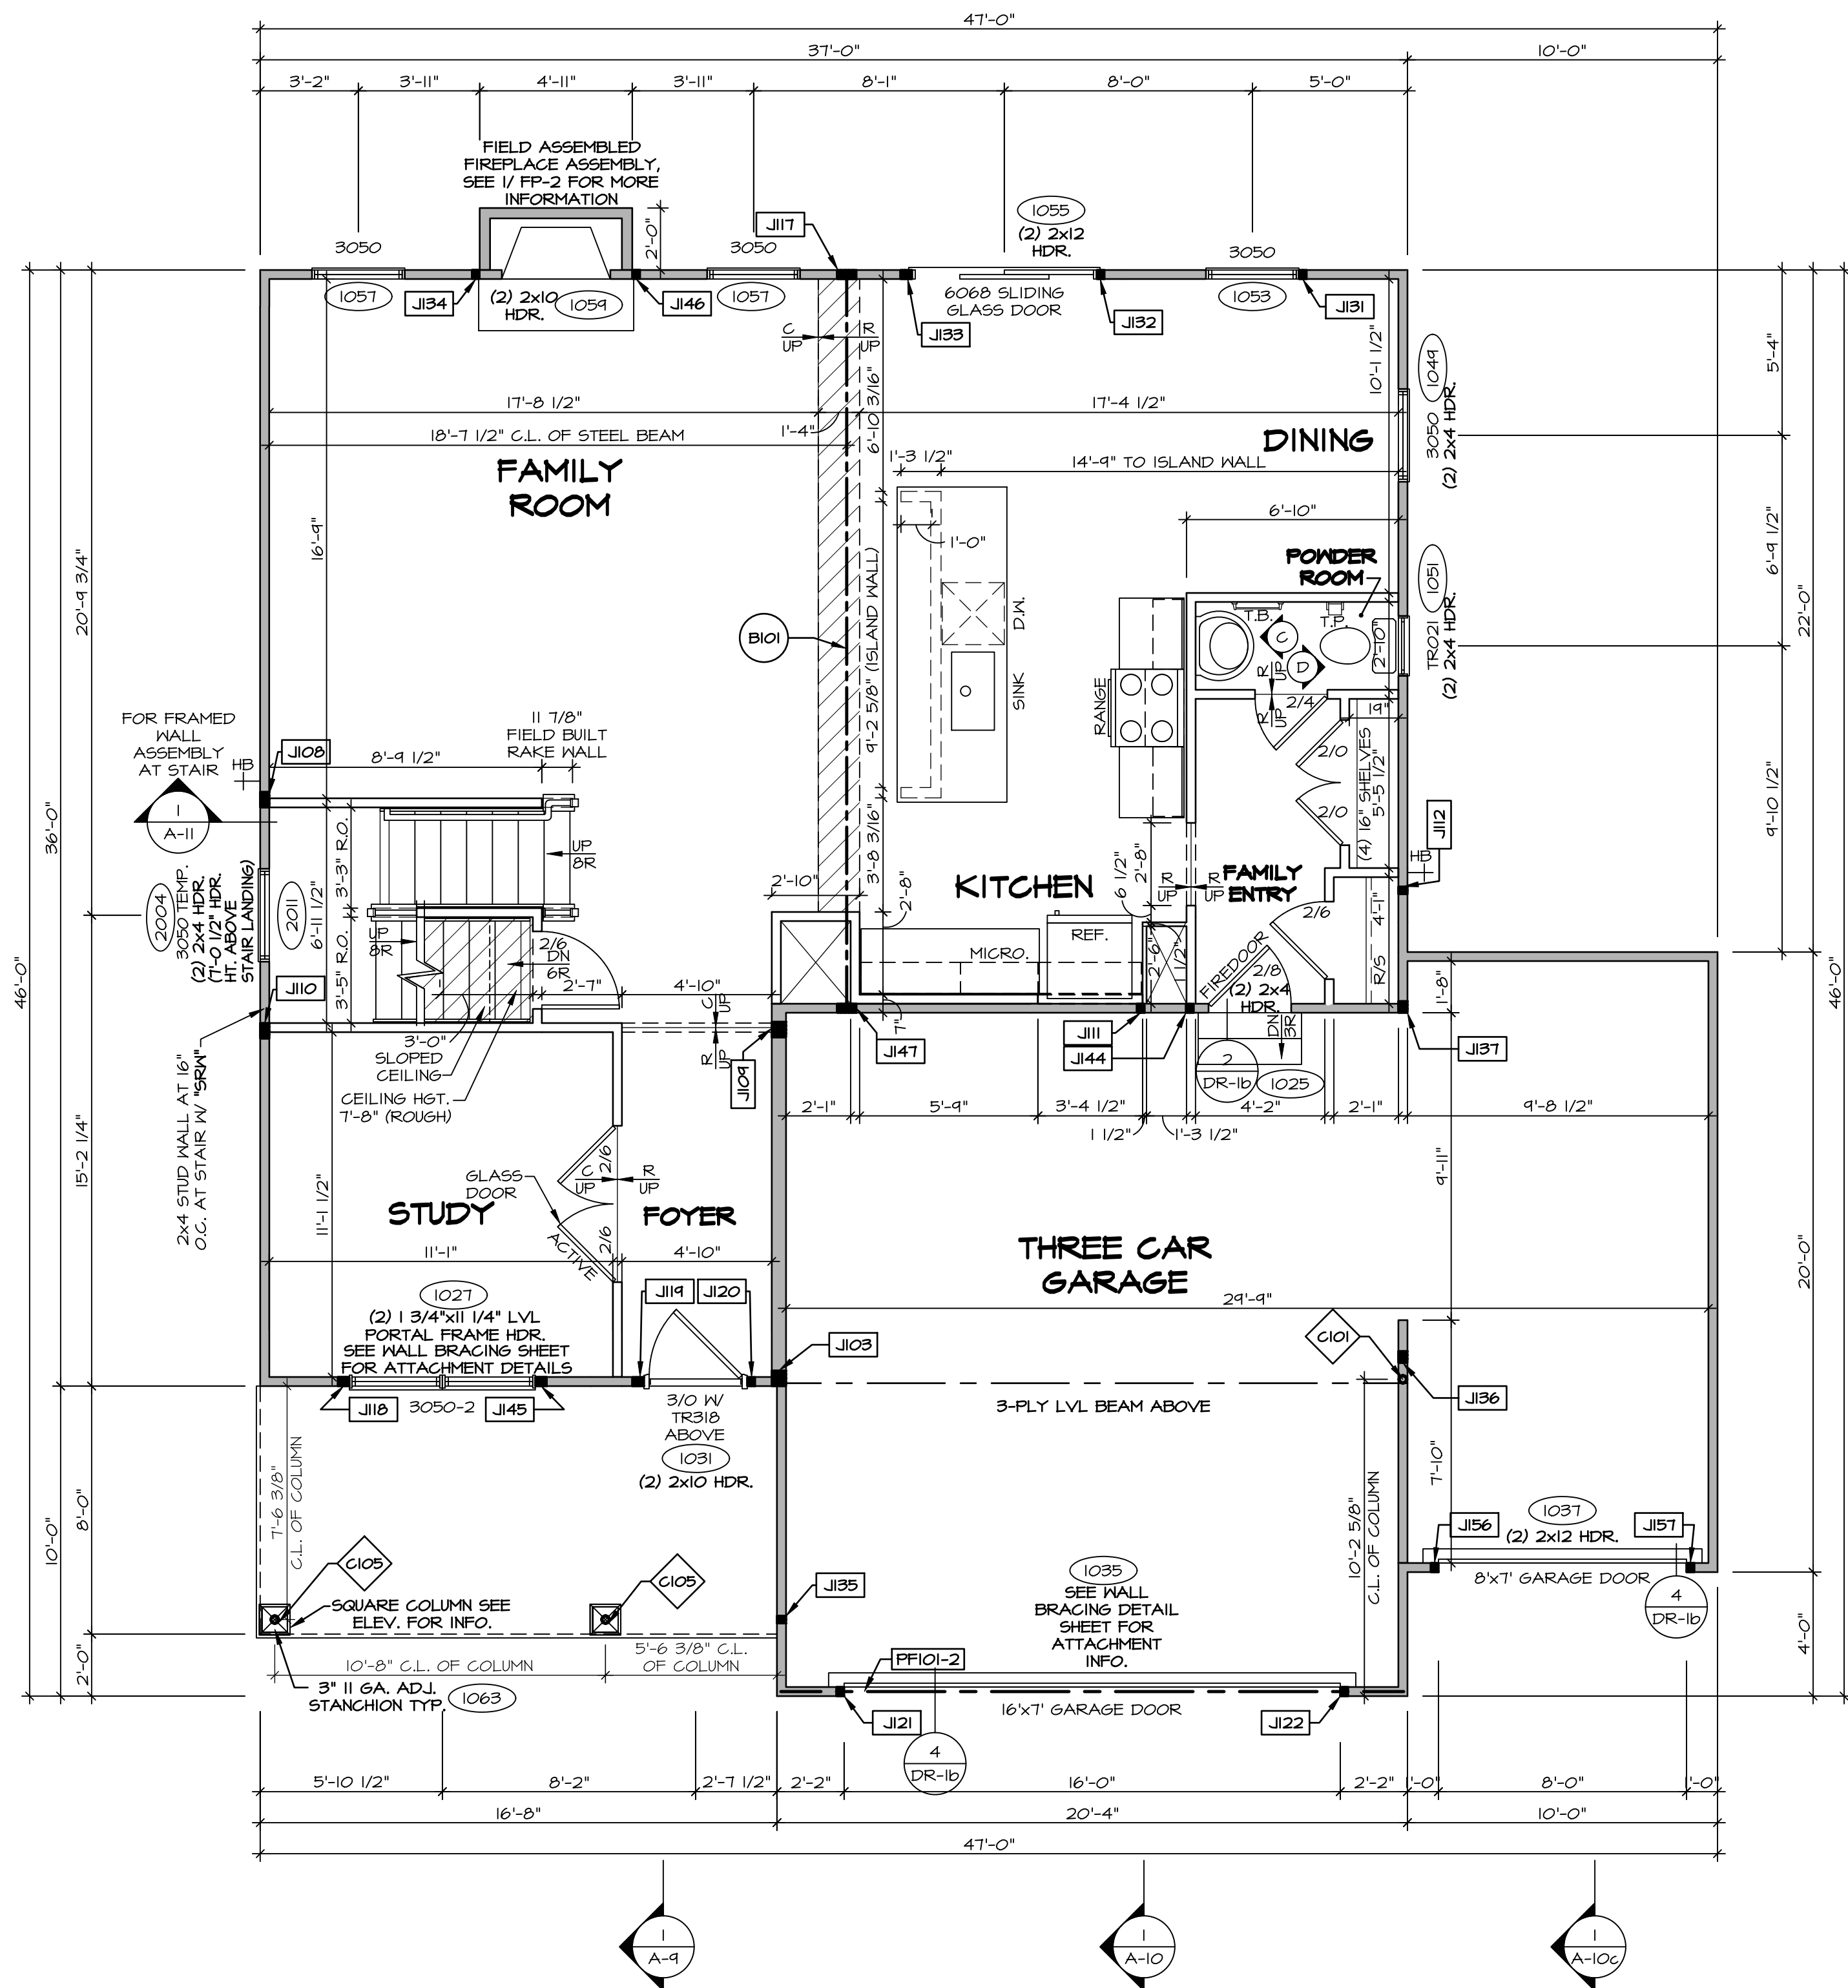 47'-0"
37'-0"
10'-0"
3'-2"
3'-11"
4'-11"
3'-11"
8'-1"
8'-0"
5'-0"
FIELD ASSEMBLED
FIREPLACE ASSEMBLY,
SEE 1/ FP-2 FOR MORE
INFORMATION
2'-0"
J117
1055
(2) 2x12
HDR.
3050
3050
3050
1057
J134
(2) 2x10
HDR.
1059
J146
1057
6068 SLIDING
GLASS DOOR
J133
J132
1053
J131
C
UP
R
UP
10'-1 1/2"
1049
3050
(2) 2x4 HDR.
5'-4"
17'-8 1/2"
1'-4"
6'-10 3/16"
17'-4 1/2"
18'-7 1/2" C.L. OF STEEL BEAM
FAMILY
ROOM
DINING
1'-3 1/2"
14'-9" TO ISLAND WALL
16'-9"
6'-10"
1'-0"
POWDER
ROOM
1051
TR021
(2) 2x4 HDR.
6'-9 1/2"
22'-0"
20'-9 3/4"
B101
9'-2 5/8" (ISLAND WALL)
D.W.
SINK
T.B.
T.P.
C
D
2'-10"
R
UP
R
UP
2/4
RANGE
19"
2/0
2/0
(4) 16" SHELVES
5'-5 1/2"
9'-10 1/2"
FOR FRAMED
WALL
ASSEMBLY
AT STAIR
HB
J108
8'-9 1/2"
11 7/8"
FIELD BUILT
RAKE WALL
1
A-11
36'-0"
46'-0"
46'-0"
UP
8R
3'-3" R.O.
3'-8 3/16"
2'-8"
6 1/2"
J112
HB
2004
3050 TEMP.
(2) 2x4 HDR.
(7'-0 1/2" HDR.
HT. ABOVE
STAIR LANDING)
2011
6'-11 1/2"
2'-10"
2'-8"
KITCHEN
R
UP
R
UP
FAMILY
ENTRY
2/6
4'-1"
UP
8R
2/6
DN
6R
REF.
MICRO.
2'-6"
1 1/2"
FIREDOOR
2/8
(2) 2x4
HDR.
R/S
J110
3'-5" R.O.
2'-7"
4'-10"
C
UP
R
UP
7"
1'-8"
3'-0"
SLOPED
CEILING
CEILING HGT.
7'-8" (ROUGH)
J109
J147
J111
J144
DN
3R
2
DR-1b
1025
J137
2x4 STUD WALL AT 16"
O.C. AT STAIR W/ "SRW"
2'-1"
5'-9"
3'-4 1/2"
4'-2"
2'-1"
9'-8 1/2"
1 1/2"
1'-3 1/2"
15'-2 1/4"
9'-11"
GLASS
DOOR
2/6
C
UP
R
UP
STUDY
FOYER
11'-1 1/2"
2/6
ACTIVE
THREE CAR
GARAGE
20'-0"
11'-1"
4'-10"
1027
(2) 1 3/4"x11 1/4" LVL
PORTAL FRAME HDR.
SEE WALL BRACING SHEET
FOR ATTACHMENT DETAILS
J119
J120
29'-9"
J103
C101
J118
3050-2
J145
3/0 W/
TR318
ABOVE
1031
(2) 2x10 HDR.
3-PLY LVL BEAM ABOVE
J136
7'-6 3/8"
C.L. OF COLUMN
7'-10"
10'-2 5/8"
C.L. OF COLUMN
8'-0"
10'-0"
1037
J156
(2) 2x12 HDR.
J157
C105
C105
J135
1035
SEE WALL
BRACING DETAIL
SHEET FOR
ATTACHMENT
INFO.
8'x7' GARAGE DOOR
4
DR-1b
SQUARE COLUMN SEE
ELEV. FOR INFO.
4'-0"
5'-6 3/8" C.L.
OF COLUMN
10'-8" C.L. OF COLUMN
2'-0"
PF101-2
3" 11 GA. ADJ.
STANCHION TYP.
1063
J121
16'x7' GARAGE DOOR
J122
4
DR-1b
5'-10 1/2"
8'-2"
2'-7 1/2"
2'-2"
16'-0"
2'-2"
1'-0"
8'-0"
1'-0"
16'-8"
20'-4"
10'-0"
47'-0"
1
A-9
1
A-10
1
A-10c